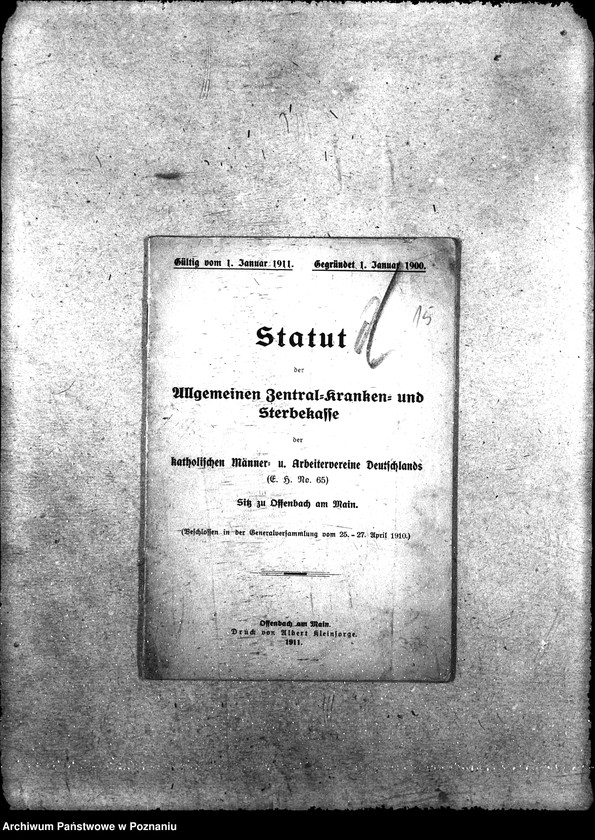 Gültig vom 1. Januar 1911. Gegründet 1. Januar 1900.
15
Statut
der
Allgemeinen Zentral-Kranken- und
Sterbekasse
der
katholischen Männer- u. Arbeitervereine Deutschlands
(E. H. No. 65)
Sitz zu Offenbach am Main.
(Beschlossen in der Generalversammlung vom 25. - 27. April 1910.)
Offenbach am Main.
Druck von Albert Kleinsorge.
1911.
Archiwum Państwowe w Poznaniu